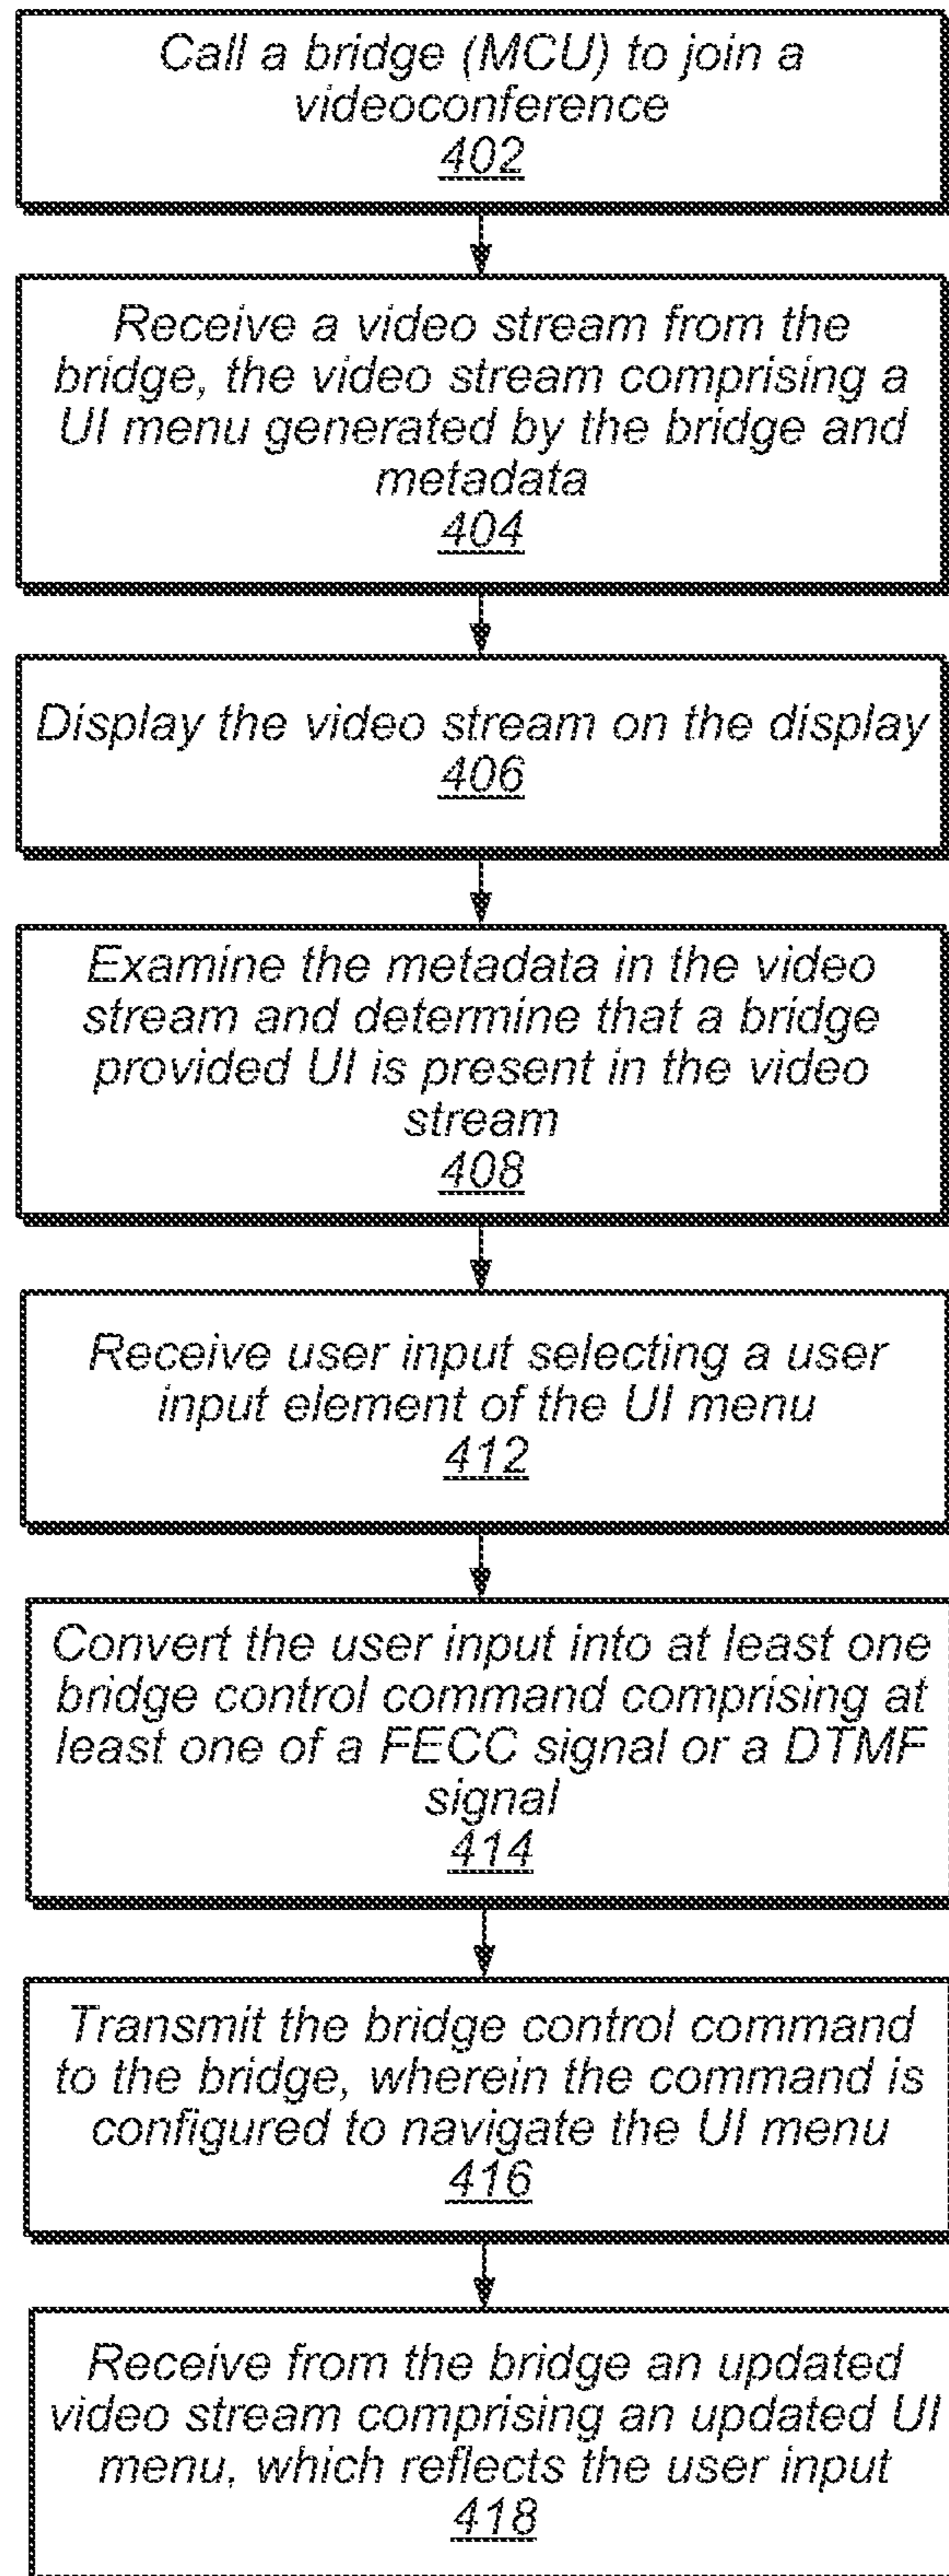 Call a bridge (MCU) to join a
videoconference
402
Receive a video stream from the
bridge, the video stream comprising a
UI menu generated by the bridge and
metadata
404
Display the video stream on the display
406
Examine the metadata in the video
stream and determine that a bridge
provided UI is present in the video
stream
408
Receive user input selecting a user
input element of the UI menu
412
Convert the user input into at least one
bridge control command comprising at
least one of a FECC signal or a DTMF
signal
414
Transmit the bridge control command
to the bridge, wherein the command is
configured to navigate the UI menu
416
Receive from the bridge an updated
video stream comprising an updated UI
menu, which reflects the user input
418